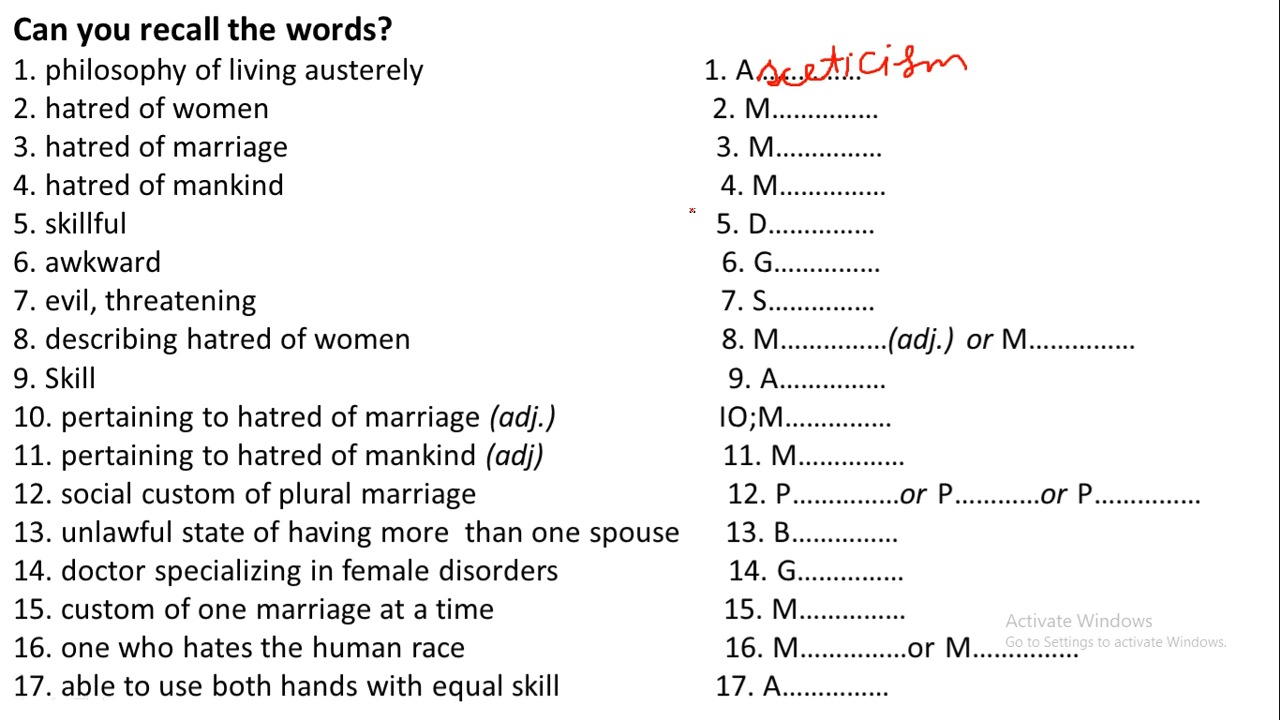 Can you recall the words?
1. philosophy of living austerely 1. A..............sceticism
2. hatred of women 2. M...............
3. hatred of marriage 3. M...............
4. hatred of mankind 4. M...............
5. skillful 5. D...............
6. awkward 6. G...............
7. evil, threatening 7. S...............
8. describing hatred of women 8. M...............(adj.) or M...............
9. Skill 9. A...............
10. pertaining to hatred of marriage (adj.) IO;M...............
11. pertaining to hatred of mankind (adj) 11. M...............
12. social custom of plural marriage 12. P...............or P............or P...............
13. unlawful state of having more than one spouse 13. B...............
14. doctor specializing in female disorders 14. G...............
15. custom of one marriage at a time 15. M...............
16. one who hates the human race 16. M...............or M...............
17. able to use both hands with equal skill 17. A...............
Activate Windows
Go to Settings to activate Windows.